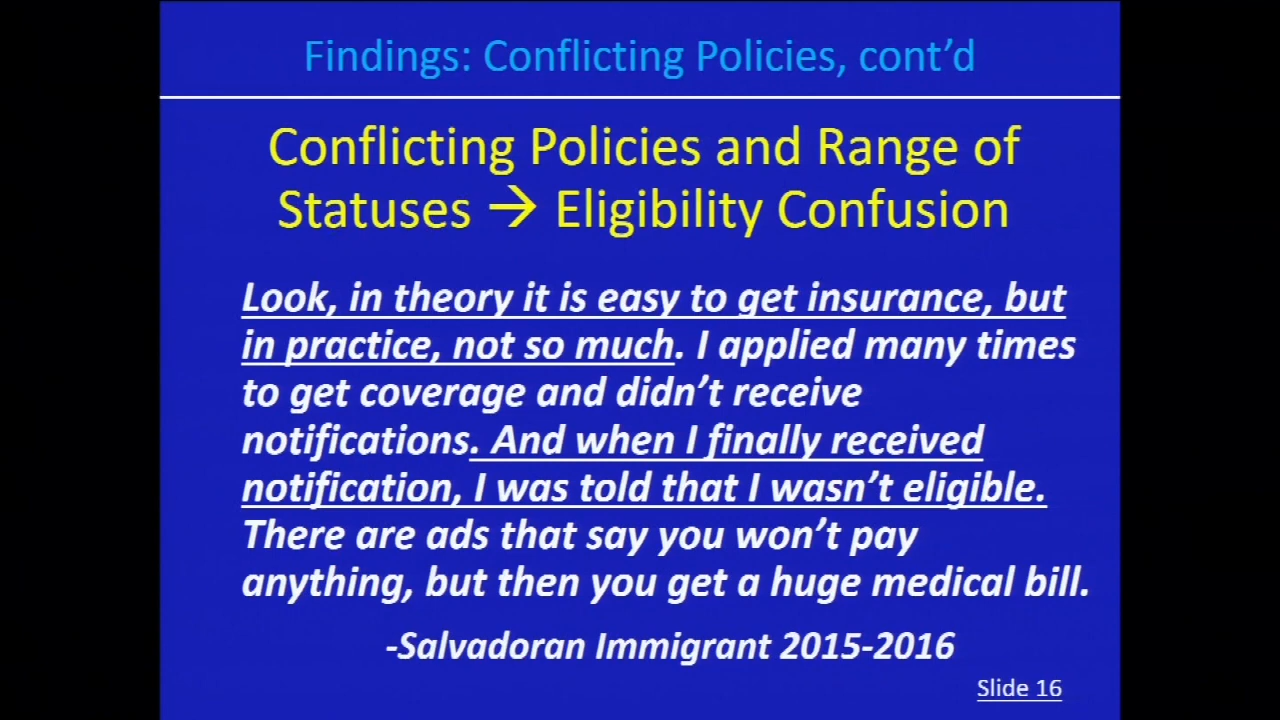 Findings: Conflicting Policies, cont’d
Conflicting Policies and Range of
Statuses → Eligibility Confusion
Look, in theory it is easy to get insurance, but
in practice, not so much. I applied many times
to get coverage and didn’t receive
notifications. And when I finally received
notification, I was told that I wasn’t eligible.
There are ads that say you won’t pay
anything, but then you get a huge medical bill.
-Salvadoran Immigrant 2015-2016
Slide 16